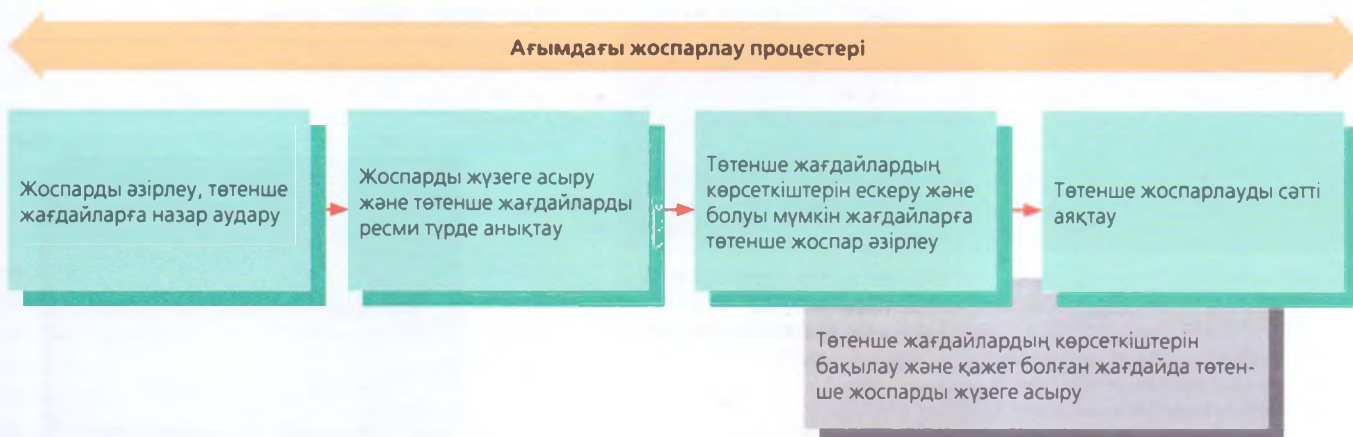 Ағымдағы жоспарлау процестері
Жоспарды әзірлеу, төтенше
жағдайларға назар аудару
Жоспарды жүзеге асыру
және төтенше жағдайларды
ресми түрде анықтау
Төтенше жағдайлардың
көрсеткіштерін ескеру және
болуы мүмкін жағдайларға
төтенше жоспар әзірлеу
Төтенше жоспарлауды сәтті
аяқтау
Төтенше жағдайлардың көрсеткіштерін
бақылау және қажет болған жағдайда төтен-
ше жоспарды жүзеге асыру